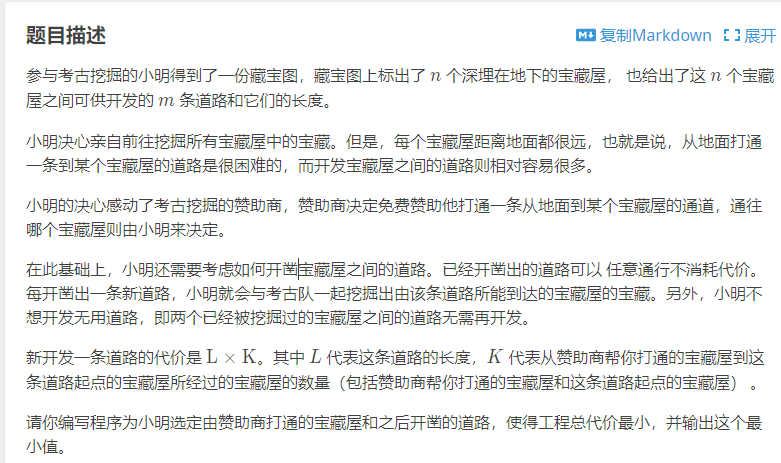 题目描述
复制Markdown 展开
参与考古挖掘的小明得到了一份藏宝图，藏宝图上标出了 n 个深埋在地下的宝藏屋， 也给出了这 n 个宝藏
屋之间可供开发的 m 条道路和它们的长度。
小明决心亲自前往挖掘所有宝藏屋中的宝藏。但是，每个宝藏屋距离地面都很远，也就是说，从地面打通
一条到某个宝藏屋的道路是很困难的，而开发宝藏屋之间的道路则相对容易很多。
小明的决心感动了考古挖掘的赞助商，赞助商决定免费赞助他打通一条从地面到某个宝藏屋的通道，通往
哪个宝藏屋则由小明来决定。
在此基础上，小明还需要考虑如何开凿宝藏屋之间的道路。已经开凿出的道路可以 任意通行不消耗代价。
每开凿出一条新道路，小明就会与考古队一起挖掘出由该条道路所能到达的宝藏屋的宝藏。另外，小明不
想开发无用道路，即两个已经被挖掘过的宝藏屋之间的道路无需再开发。
新开发一条道路的代价是 L × K。其中 L 代表这条道路的长度，K 代表从赞助商帮你打通的宝藏屋到这
条道路起点的宝藏屋所经过的宝藏屋的数量（包括赞助商帮你打通的宝藏屋和这条道路起点的宝藏屋） 。
请你编写程序为小明选定由赞助商打通的宝藏屋和之后开凿的道路，使得工程总代价最小，并输出这个最
小值。